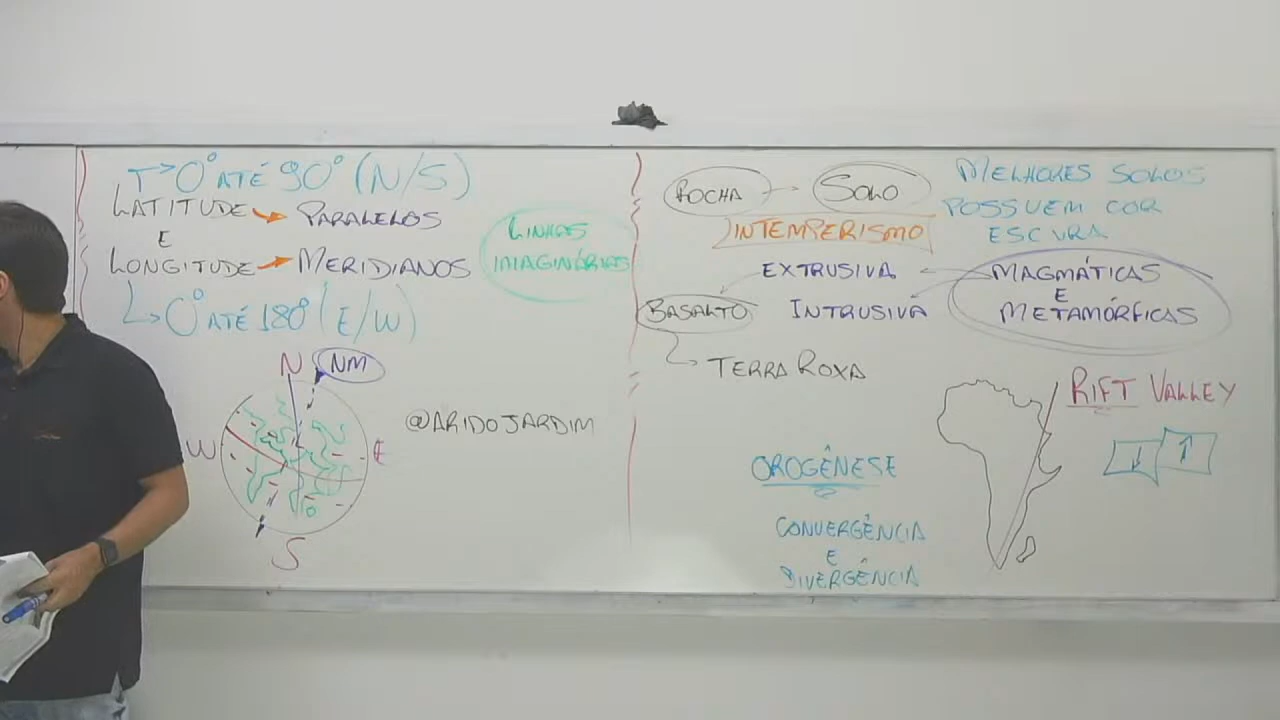 0° ATÉ 90° (N/S)
LATITUDE → PARALELOS
E
LONGITUDE → MERIDIANOS
0° ATÉ 180° (E/W)
LINHAS
IMAGINÁRIAS
N
NM
W
E
S
@ARIDOJARDIM
ROCHA → SOLO
INTEMPERISMO
MELHORES SOLOS
POSSUEM COR
ESCURA
EXTRUSIVA
MAGMÁTICAS
E
METAMÓRFICAS
BASALTO
INTRUSIVA
TERRA ROXA
RIFT VALLEY
OROGÊNESE
CONVERGÊNCIA
E
DIVERGÊNCIA